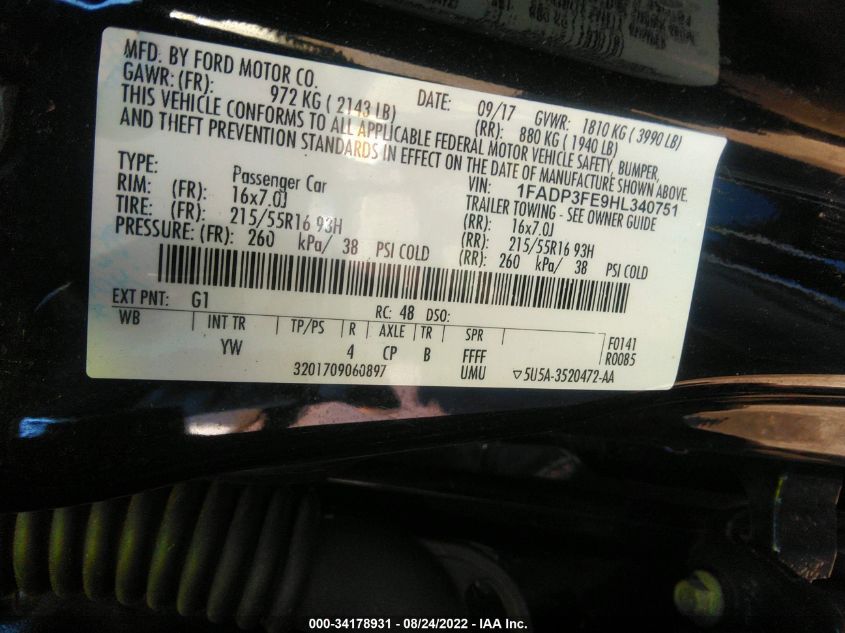 MFD. BY FORD MOTOR CO.
DATE: 09/17 GVWR: 1810 KG ( 3990 LB)
GAWR: (FR): 972 KG ( 2143 LB) (RR): 880 KG ( 1940 LB)
THIS VEHICLE CONFORMS TO ALL APPLICABLE FEDERAL MOTOR VEHICLE SAFETY, BUMPER,
AND THEFT PREVENTION STANDARDS IN EFFECT ON THE DATE OF MANUFACTURE SHOWN ABOVE.
VIN: 1FADP3FE9HL340751
TYPE: Passenger Car TRAILER TOWING - SEE OWNER GUIDE
RIM: (FR): 16x7.0J (RR): 16x7.0J
TIRE: (FR): 215/55R16 93H (RR): 215/55R16 93H
PRESSURE: (FR): 260 kPa/ 38 PSI COLD (RR): 260 kPa/ 38 PSI COLD
EXT PNT: G1 RC: 48 DSO:
WB INT TR TP/PS R AXLE TR SPR F0141
YW 4 CP B FFFF R0085
3201709060897 UMU ▽5U5A-3520472-AA
000-34178931 - 08/24/2022 - IAA Inc.